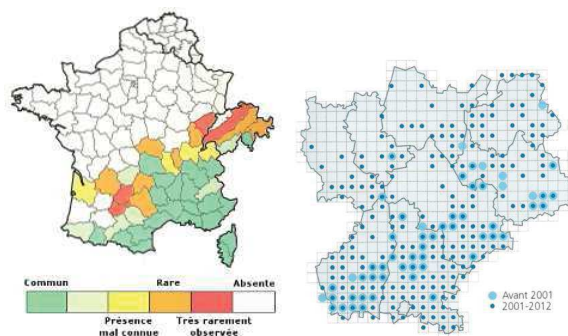 Commun
Rare
Absente
Présence
mal connue
Très rarement
observée
Avant 2001
2001-2012